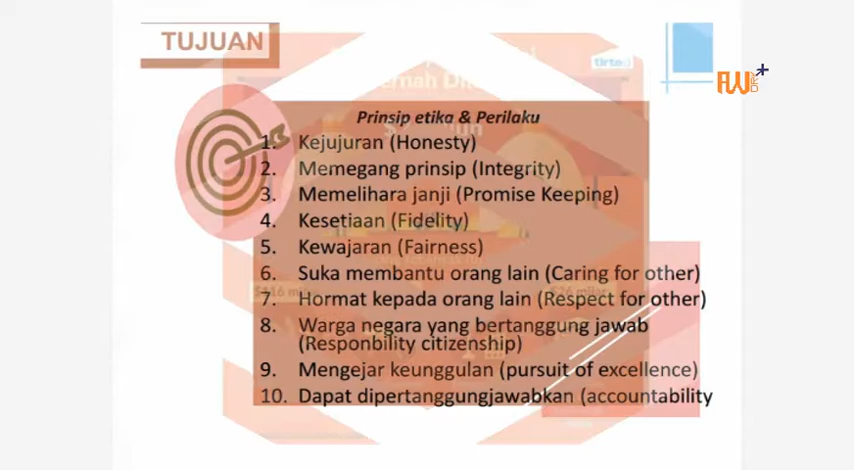 TUJUAN
tirto
Prinsip etika & Perilaku
1. Kejujuran (Honesty)
2. Memegang prinsip (Integrity)
3. Memelihara janji (Promise Keeping)
4. Kesetiaan (Fidelity)
5. Kewajaran (Fairness)
6. Suka membantu orang lain (Caring for other)
7. Hormat kepada orang lain (Respect for other)
8. Warga negara yang bertanggung jawab
(Responbility citizenship)
9. Mengejar keunggulan (pursuit of excellence)
10. Dapat dipertanggungjawabkan (accountability